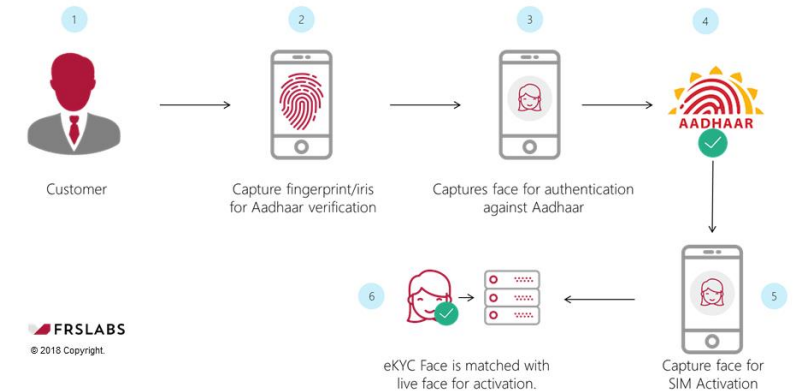 1
2
3
4
AADHAAR
Customer
Capture fingerprint/iris
for Aadhaar verification
Captures face for authentication
against Aadhaar
6
5
FRSLABS
© 2018 Copyright.
eKYC Face is matched with
live face for activation.
Capture face for
SIM Activation